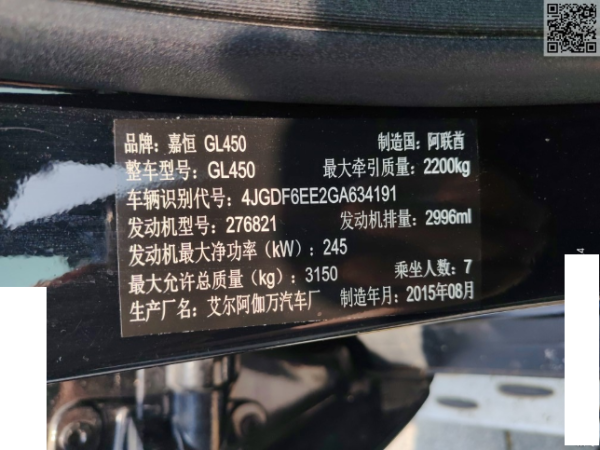 品牌：嘉恒 GL450 制造国：阿联酋
整车型号：GL450 最大牵引质量：2200kg
车辆识别代号：4JGDF6EE2GA634191
发动机型号：276821 发动机排量：2996ml
发动机最大净功率（kW）：245
最大允许总质量（kg）：3150 乘坐人数：7
生产厂名：艾尔阿伽万汽车厂 制造年月：2015年08月